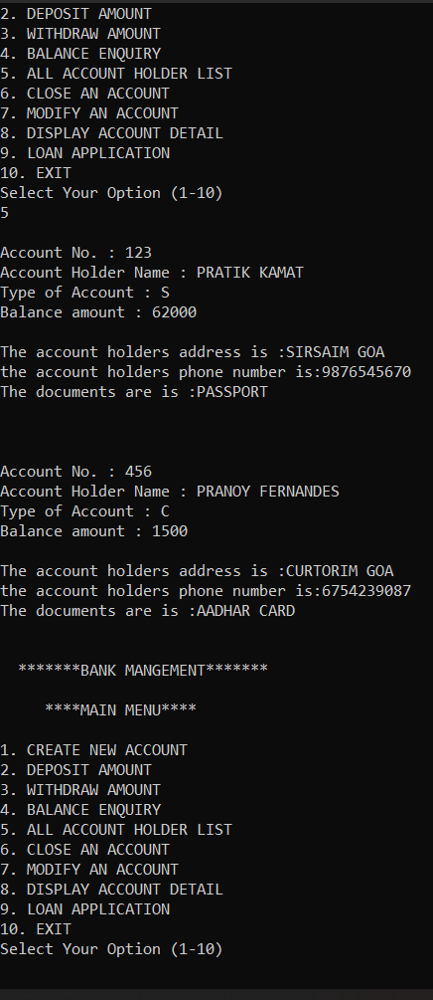 2. DEPOSIT AMOUNT
3. WITHDRAW AMOUNT
4. BALANCE ENQUIRY
5. ALL ACCOUNT HOLDER LIST
6. CLOSE AN ACCOUNT
7. MODIFY AN ACCOUNT
8. DISPLAY ACCOUNT DETAIL
9. LOAN APPLICATION
10. EXIT
Select Your Option (1-10)
5
Account No. : 123
Account Holder Name : PRATIK KAMAT
Type of Account : S
Balance amount : 62000
The account holders address is :SIRSAIM GOA
the account holders phone number is:9876545670
The documents are is :PASSPORT
Account No. : 456
Account Holder Name : PRANOY FERNANDES
Type of Account : C
Balance amount : 1500
The account holders address is :CURTORIM GOA
the account holders phone number is:6754239087
The documents are is :AADHAR CARD
*******BANK MANGEMENT*******
****MAIN MENU****
1. CREATE NEW ACCOUNT
2. DEPOSIT AMOUNT
3. WITHDRAW AMOUNT
4. BALANCE ENQUIRY
5. ALL ACCOUNT HOLDER LIST
6. CLOSE AN ACCOUNT
7. MODIFY AN ACCOUNT
8. DISPLAY ACCOUNT DETAIL
9. LOAN APPLICATION
10. EXIT
Select Your Option (1-10)